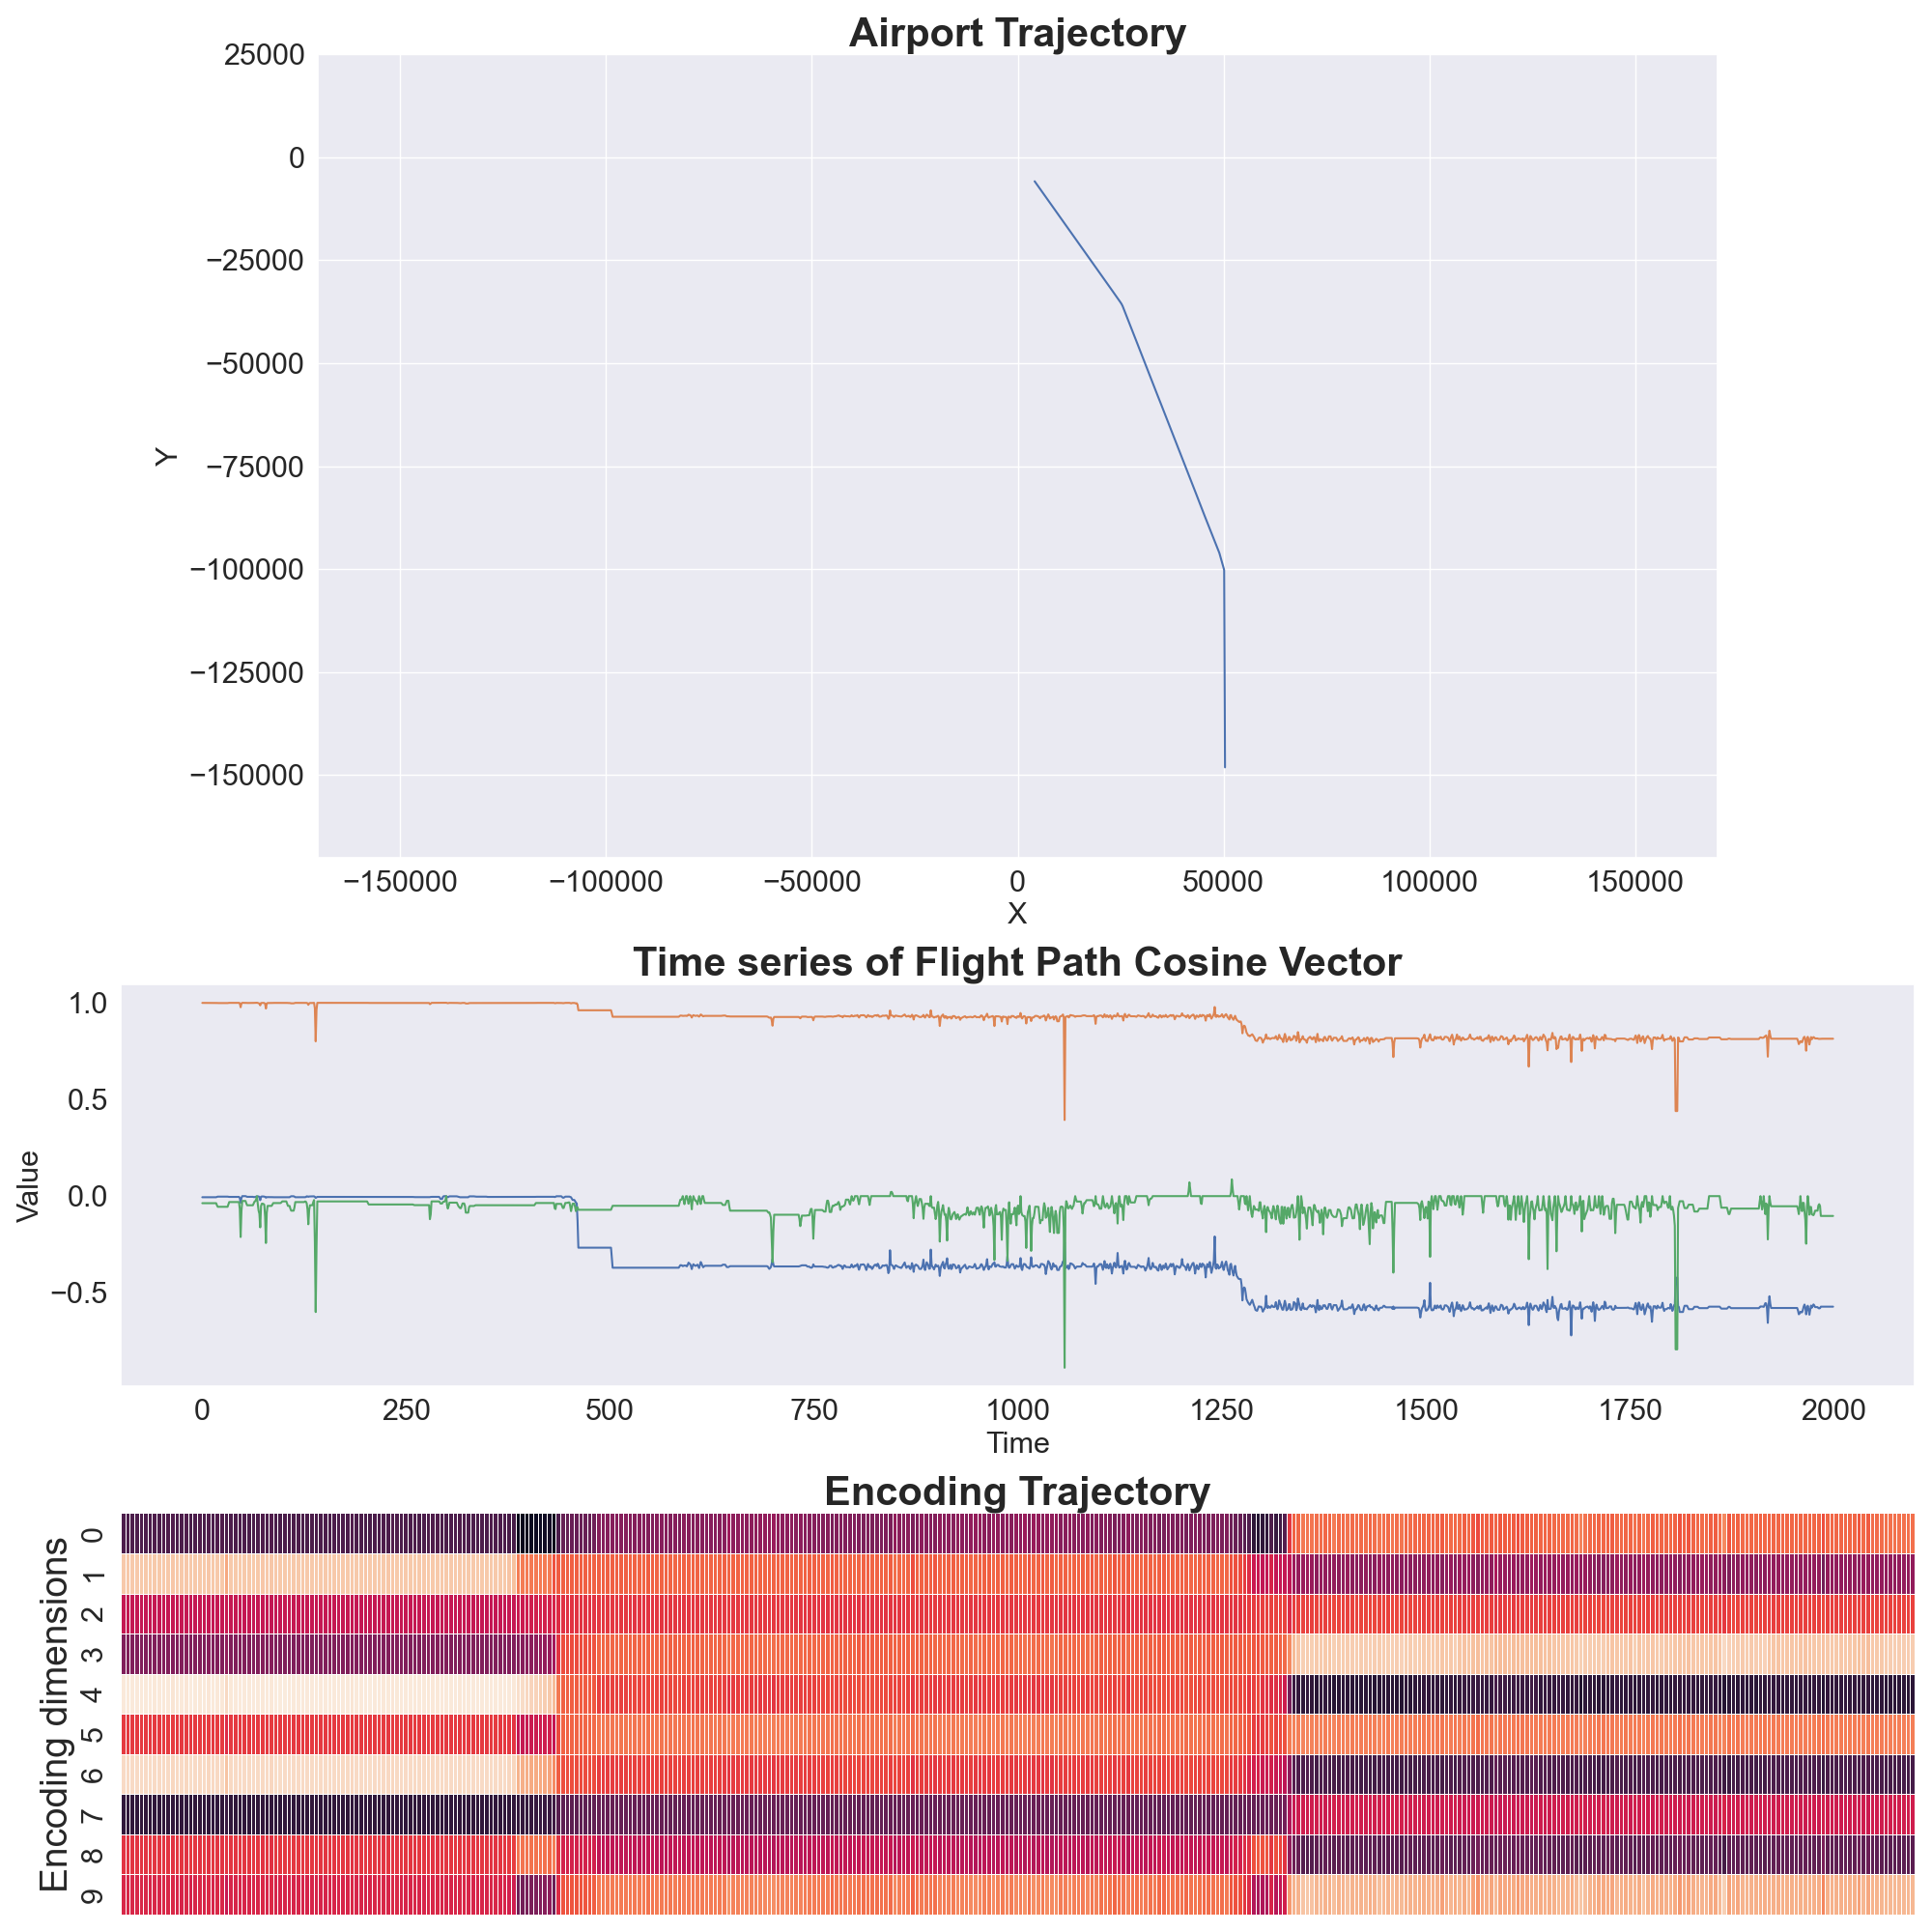 Airport Trajectory
25000
0
−25000
−50000
−75000
−100000
−125000
−150000
Y
−150000 −100000 −50000 0 50000 100000 150000
X
Time series of Flight Path Cosine Vector
1.0
0.5
0.0
−0.5
Value
0 250 500 750 1000 1250 1500 1750 2000
Time
Encoding Trajectory
Encoding dimensions
0
1
2
3
4
5
6
7
8
9